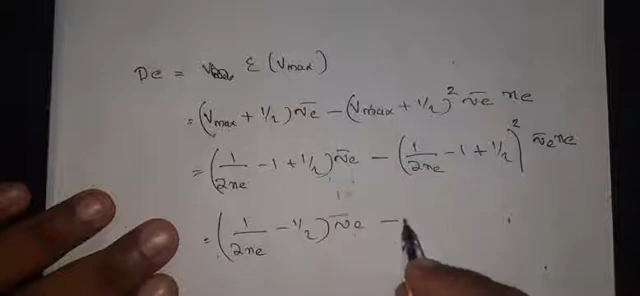 De = ε (Vmax)
= (Vmax + 1/2) ν̅e - (Vmax + 1/2)² ν̅e xe
= (1/2xe - 1 + 1/2) ν̅e - (1/2xe - 1 + 1/2)² ν̅e xe
= (1/2xe - 1/2) ν̅e -